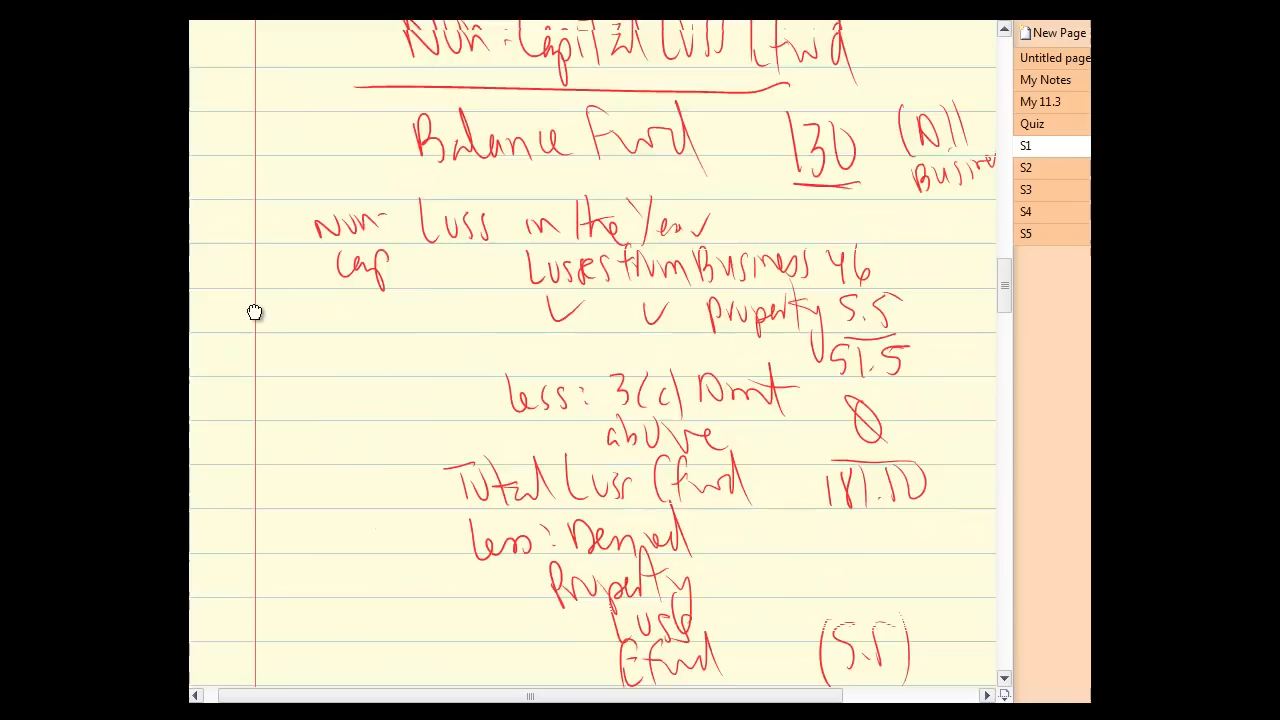 Non-Capital Loss Cfwd
Balance Fwd 130 (All Business
Non-Cap Loss in the Year
Losses from Business 46
✓ ✓ Property 5.5
51.5
less: 3(c) Amt above 0
Total Loss Cfwd 181.50
less: Denied
Property
Loss
Cfwd (5.5)
New Page
Untitled page
My Notes
My 11.3
Quiz
S1
S2
S3
S4
S5